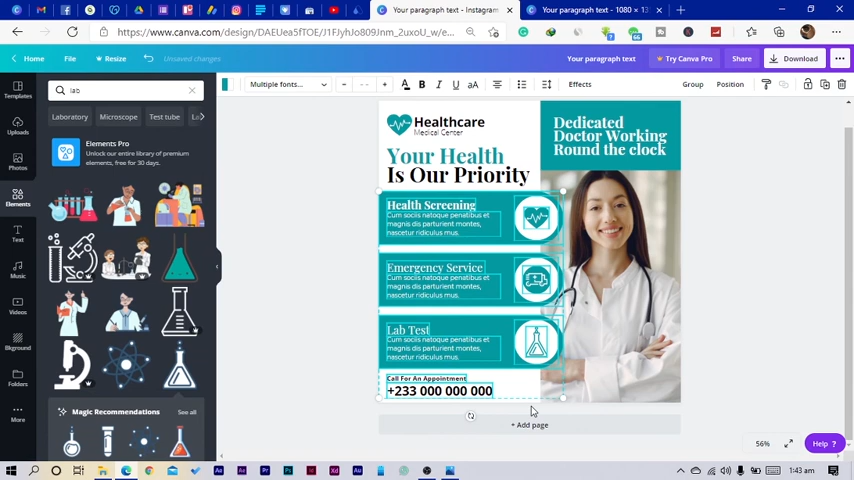 Your paragraph text - Instagram
Your paragraph text - 1080 × 13
https://www.canva.com/design/DAEUea5fTOE/J1FJyhJo809Jnm_2uxoU_w/e...
Home
File
Resize
Unsaved changes
Your paragraph text
Try Canva Pro
Share
Download
Templates
Uploads
Photos
Elements
Text
Music
Videos
Bkground
Folders
More
lab
Laboratory
Microscope
Test tube
Elements Pro
Unlock our entire library of premium
elements, free for 30 days.
Magic Recommendations
See all
Multiple fonts...
B
I
U
aA
Effects
Group
Position
Healthcare
Medical Center
Your Health
Is Our Priority
Dedicated
Doctor Working
Round the clock
Health Screening
Cum sociis natoque penatibus et
magnis dis parturient montes,
nascetur ridiculus mus.
Emergency Service
Cum sociis natoque penatibus et
magnis dis parturient montes,
nascetur ridiculus mus.
Lab Test
Cum sociis natoque penatibus et
magnis dis parturient montes,
nascetur ridiculus mus.
Call For An Appointment
+233 000 000 000
+ Add page
56%
Help ?
1:43 am